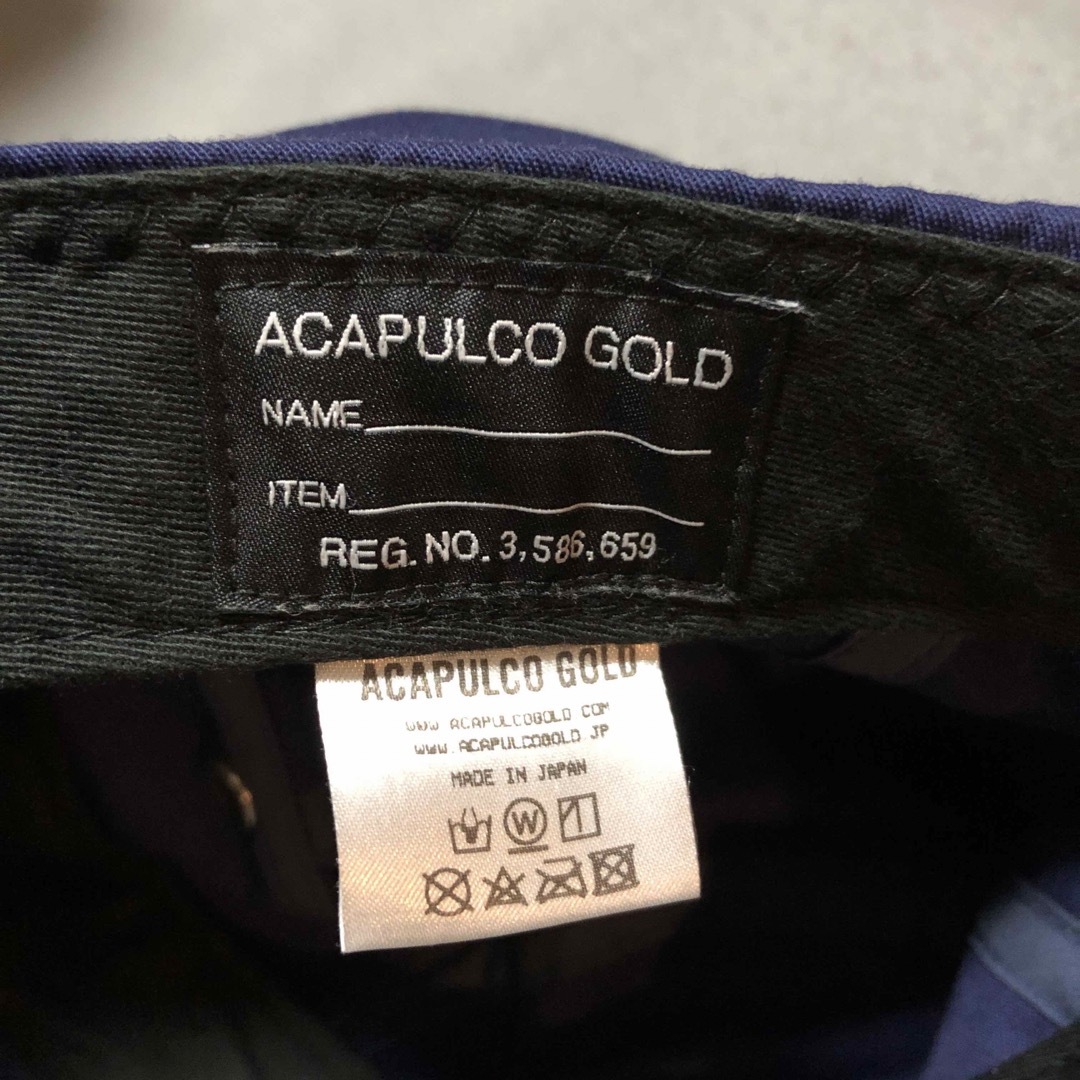 ACAPULCO GOLD
NAME
ITEM
REG. NO. 3,586,659
ACAPULCO GOLD
WWW.ACAPULCOGOLD COM
WWW.ACAPULCOGOLD JP
MADE IN JAPAN
W